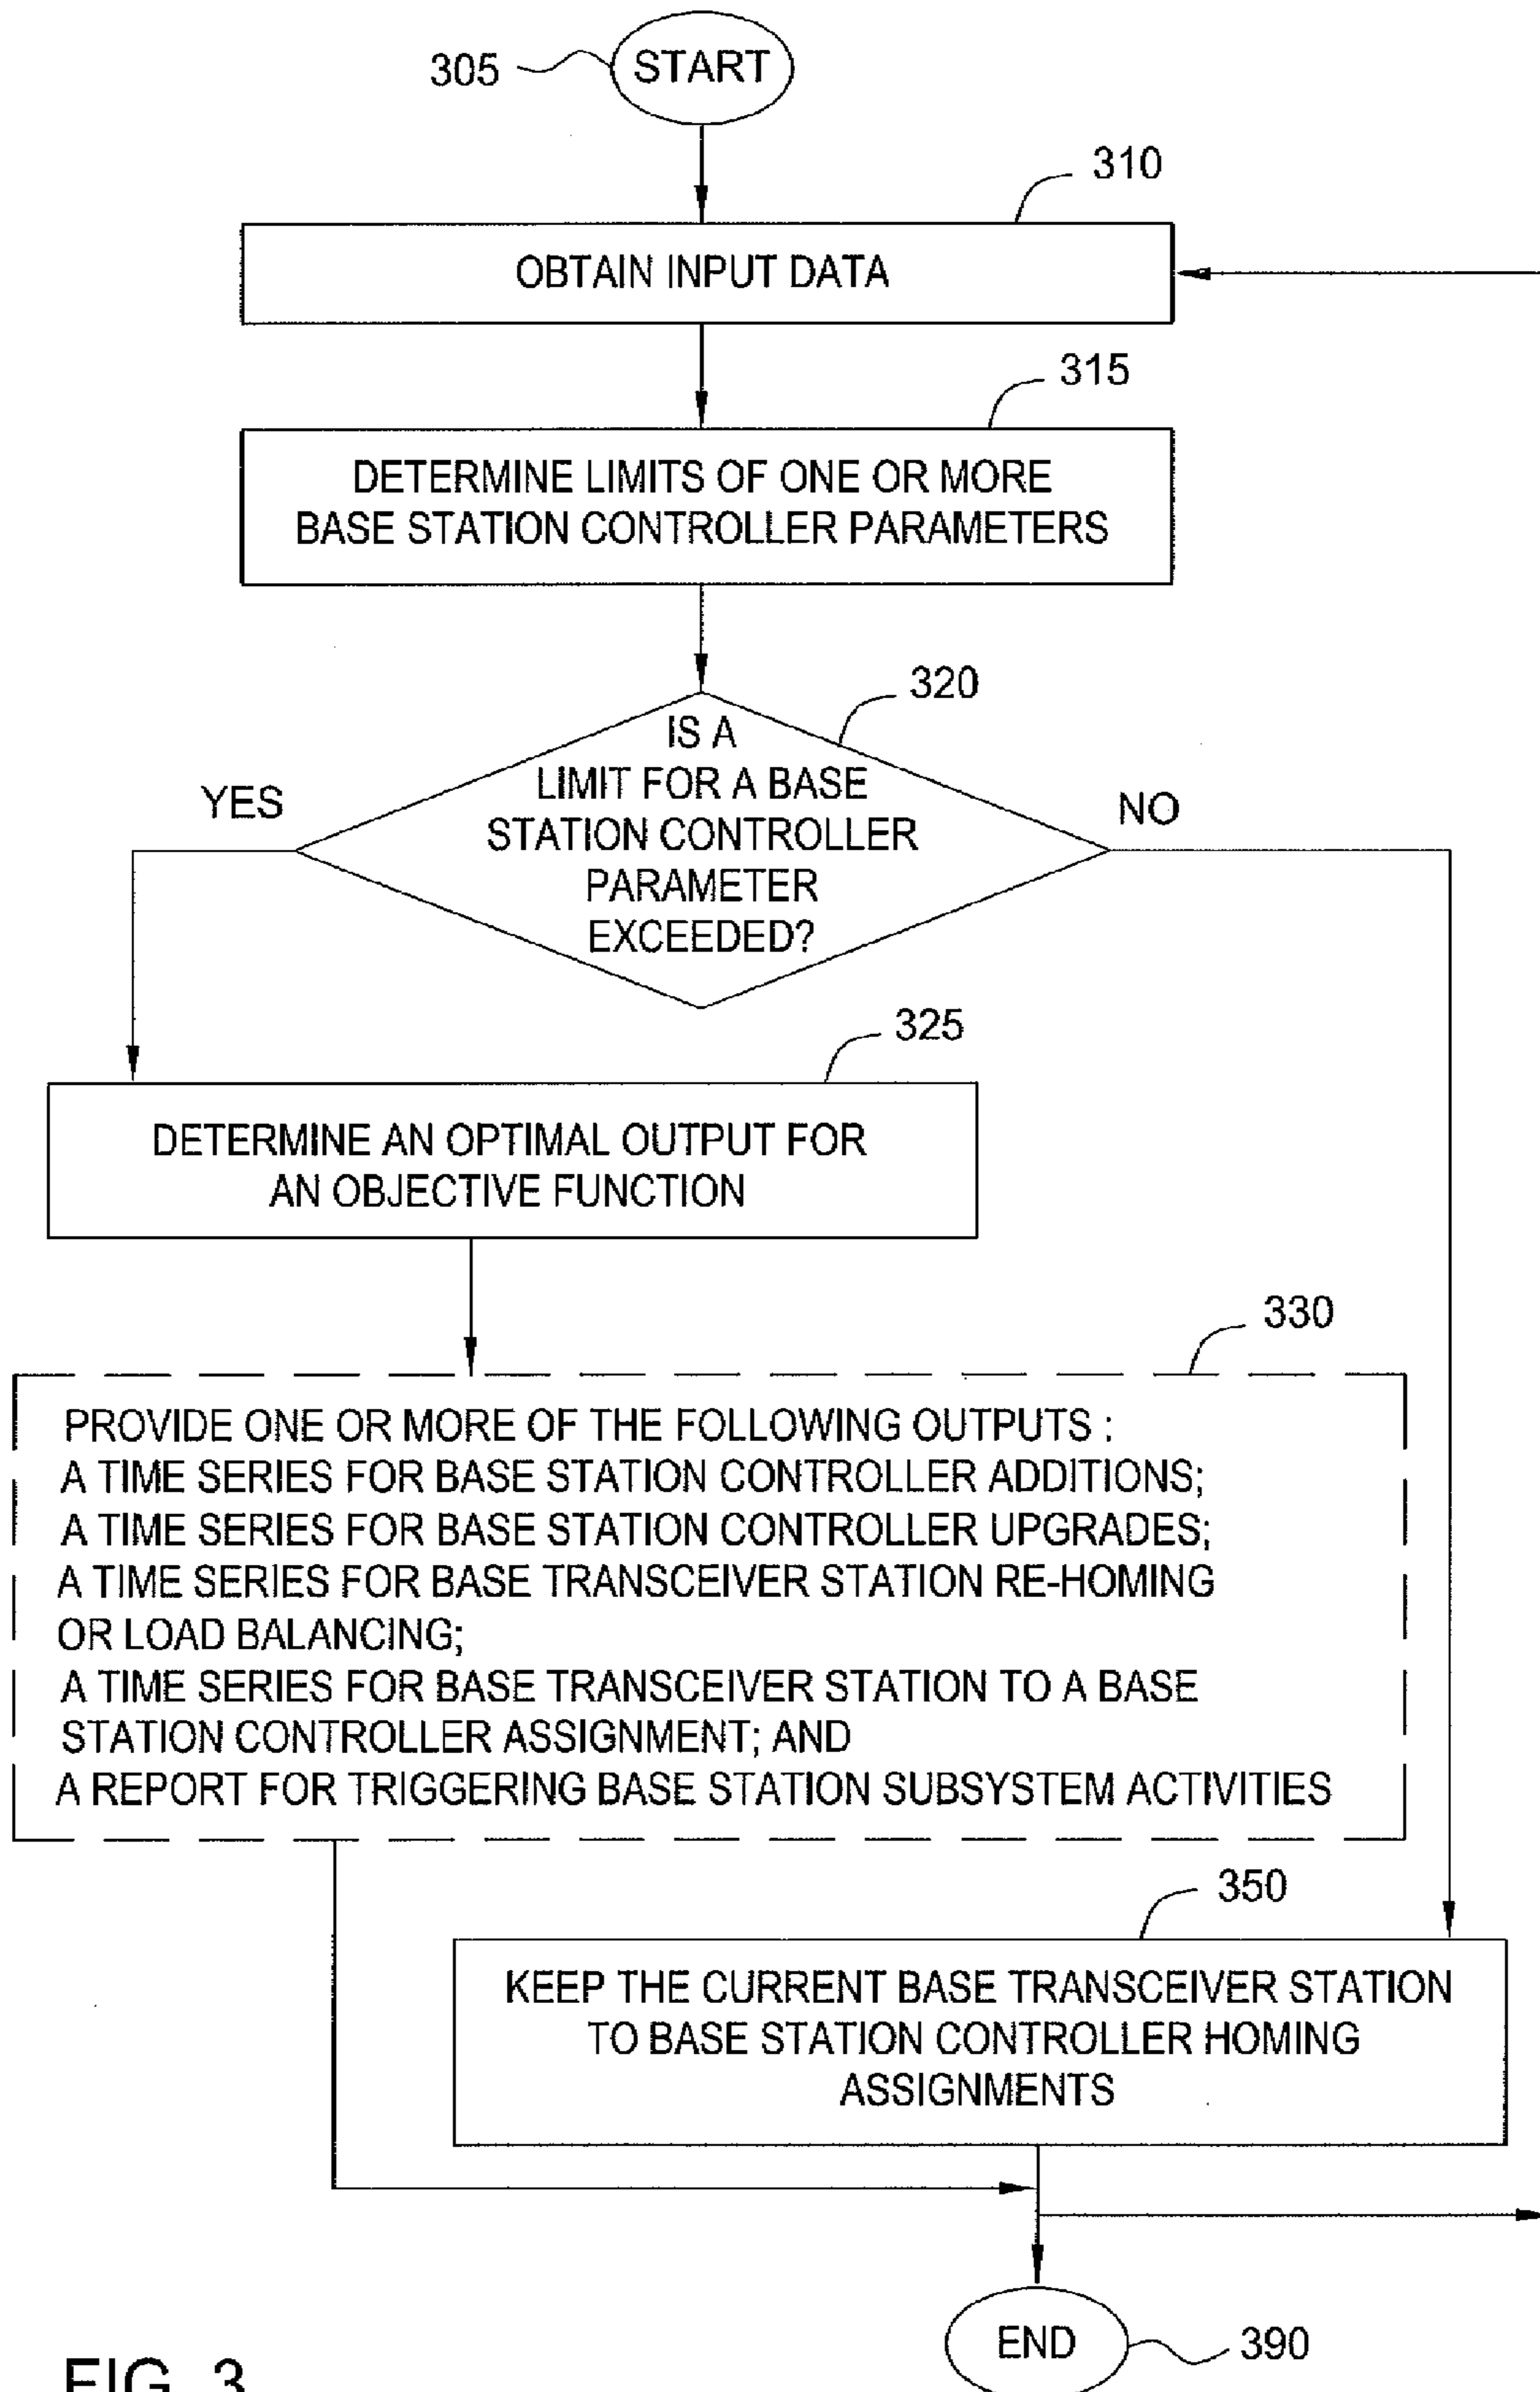 305
START
310
OBTAIN INPUT DATA
315
DETERMINE LIMITS OF ONE OR MORE
BASE STATION CONTROLLER PARAMETERS
320
IS A
LIMIT FOR A BASE
STATION CONTROLLER
PARAMETER
EXCEEDED?
YES
NO
325
DETERMINE AN OPTIMAL OUTPUT FOR
AN OBJECTIVE FUNCTION
330
PROVIDE ONE OR MORE OF THE FOLLOWING OUTPUTS :
A TIME SERIES FOR BASE STATION CONTROLLER ADDITIONS;
A TIME SERIES FOR BASE STATION CONTROLLER UPGRADES;
A TIME SERIES FOR BASE TRANSCEIVER STATION RE-HOMING
OR LOAD BALANCING;
A TIME SERIES FOR BASE TRANSCEIVER STATION TO A BASE
STATION CONTROLLER ASSIGNMENT; AND
A REPORT FOR TRIGGERING BASE STATION SUBSYSTEM ACTIVITIES
350
KEEP THE CURRENT BASE TRANSCEIVER STATION
TO BASE STATION CONTROLLER HOMING
ASSIGNMENTS
END
390
FIG. 3